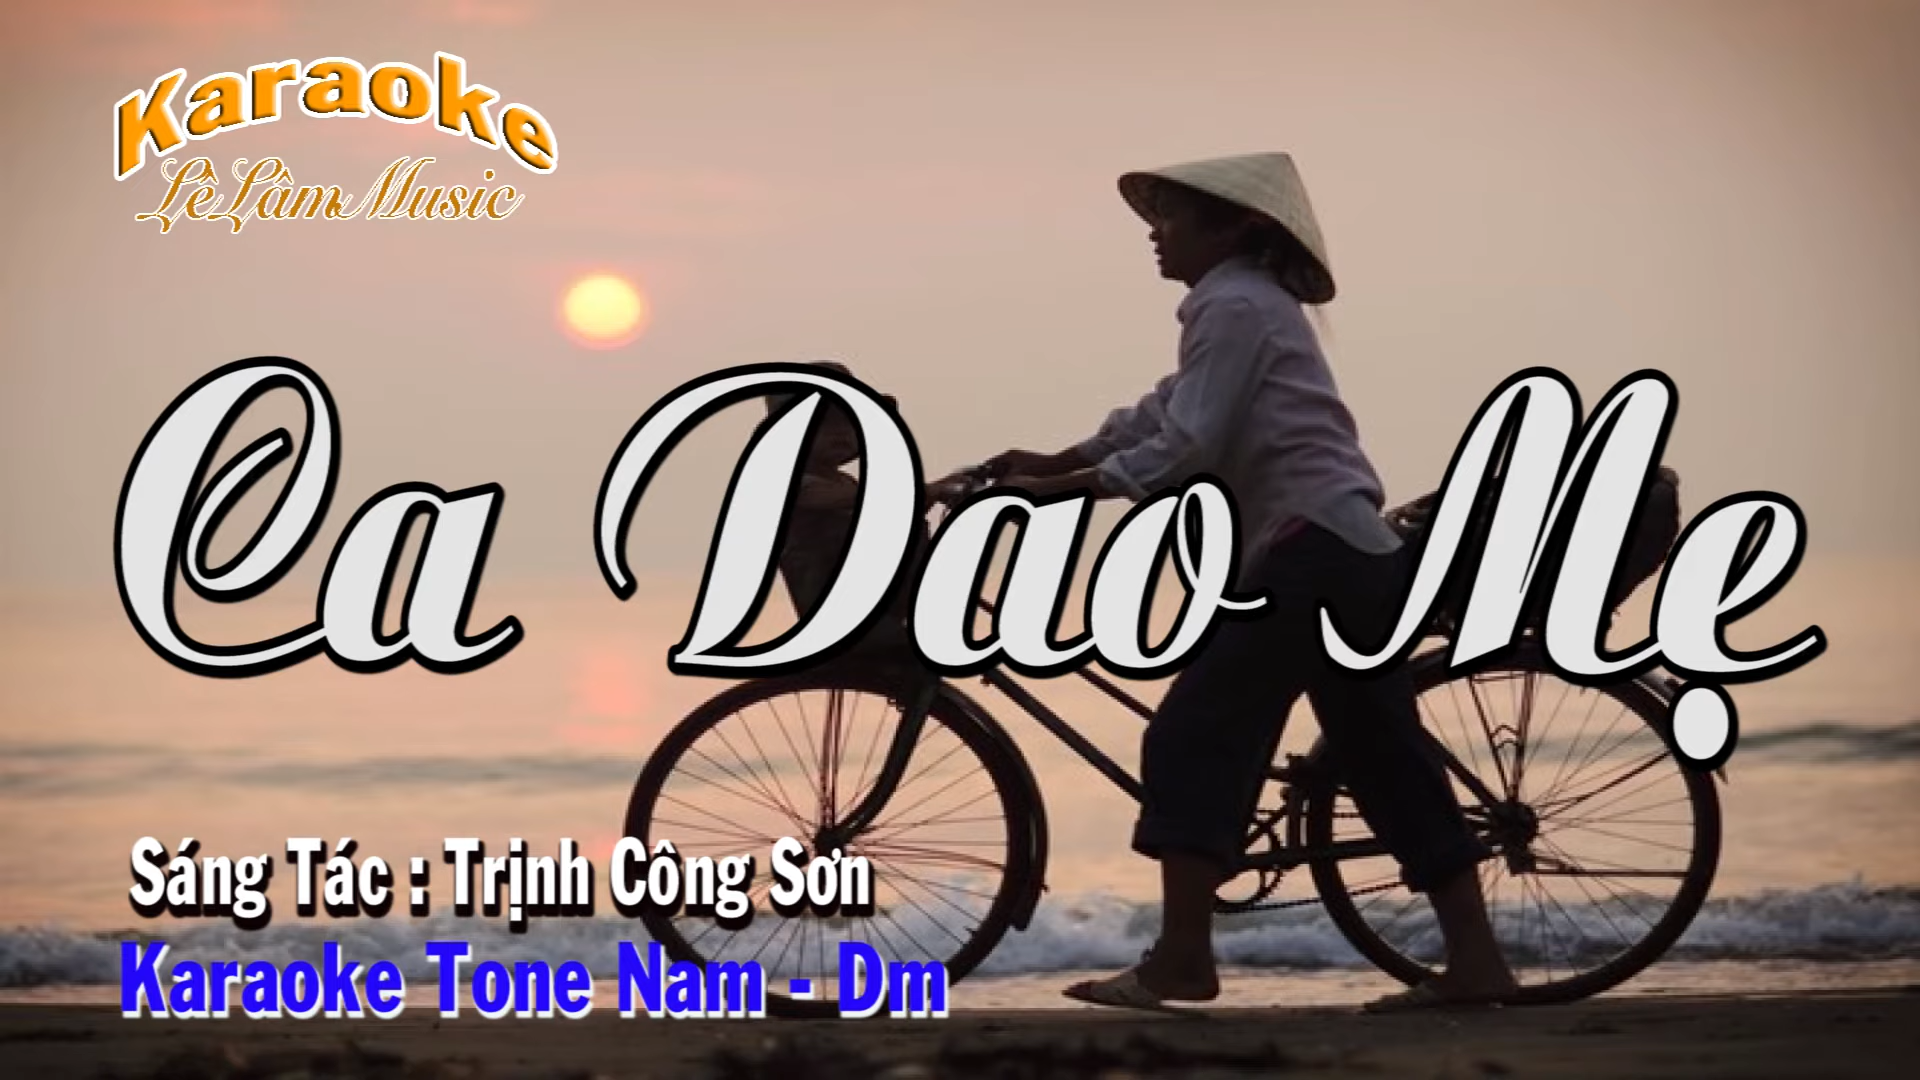 Karaoke
Lê Lâm Music
Ca Dao Mẹ
Sáng Tác : Trịnh Công Sơn
Karaoke Tone Nam - Dm